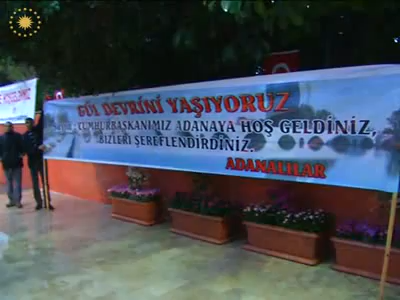 GÜL DEVRİNİ YAŞIYORUZ
CUMHURBAŞKANIMIZ ADANAYA HOŞ GELDİNİZ,
BİZLERİ ŞEREFLENDİRDİNİZ.
ADANALILAR